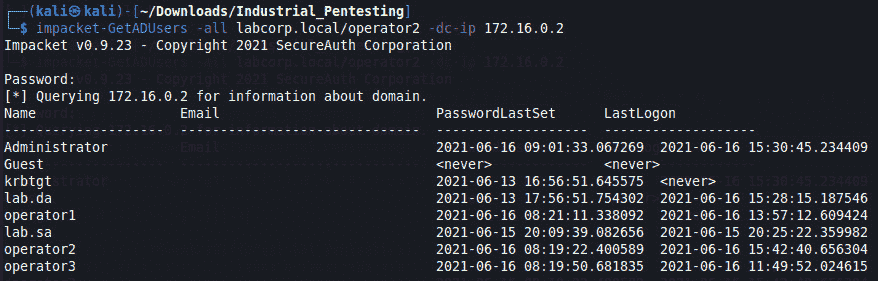 ┌──(kali㉿kali)-[~/Downloads/Industrial_Pentesting]
└─$ impacket-GetADUsers -all labcorp.local/operator2 -dc-ip 172.16.0.2
Impacket v0.9.23 - Copyright 2021 SecureAuth Corporation
Password:
[*] Querying 172.16.0.2 for information about domain.
Name                  Email                           PasswordLastSet      LastLogon
--------------------  ------------------------------  -------------------  -------------------
Administrator                                         2021-06-16 09:01:33.067269  2021-06-16 15:30:45.234409
Guest                                                 <never>              <never>
krbtgt                                                2021-06-13 16:56:51.645575  <never>
lab.da                                                2021-06-13 17:56:51.754302  2021-06-16 15:28:15.187546
operator1                                             2021-06-16 08:21:11.338092  2021-06-16 13:57:12.609424
lab.sa                                                2021-06-15 20:09:39.082656  2021-06-15 20:25:22.359982
operator2                                             2021-06-16 08:19:22.400589  2021-06-16 15:42:40.656304
operator3                                             2021-06-16 08:19:50.681835  2021-06-16 11:49:52.024615